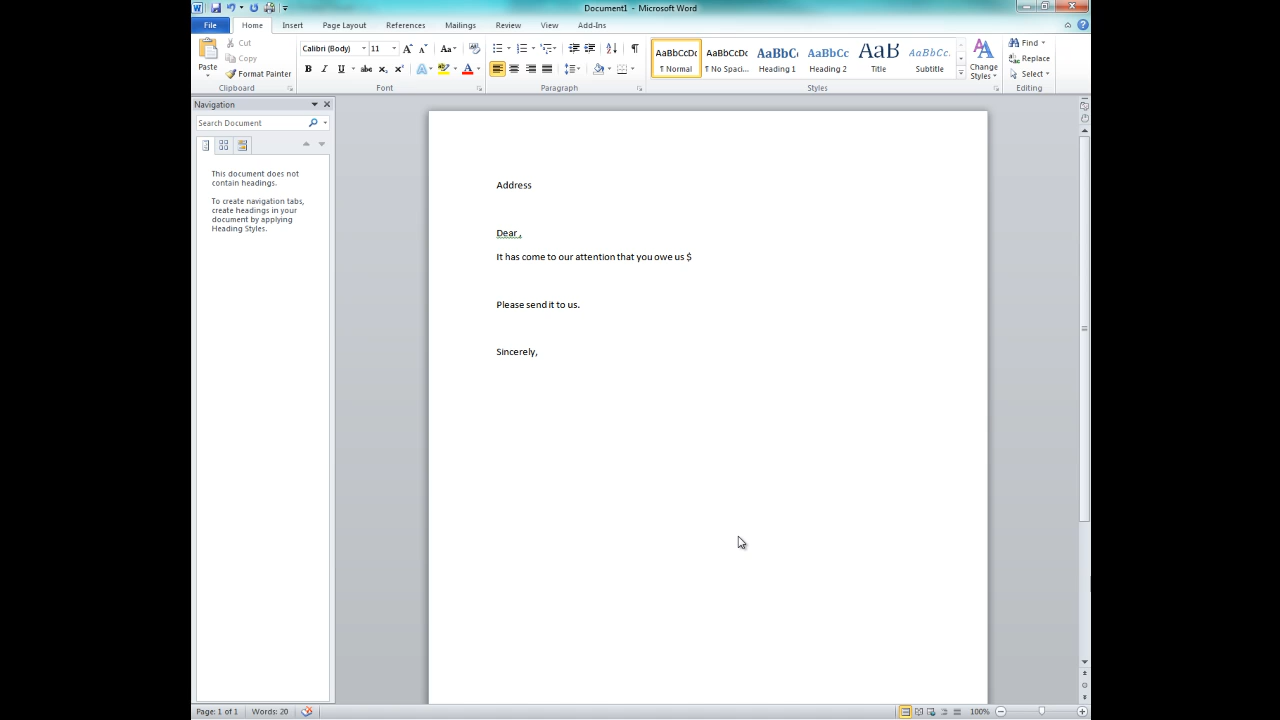 Document1 - Microsoft Word
File Home Insert Page Layout References Mailings Review View Add-Ins
Paste
Cut
Copy
Format Painter
Clipboard
Calibri (Body) 11
Font
Paragraph
AaBbCcDc AaBbCcDc AaBbC AaBbCc AaB AaBbCc.
¶ Normal ¶ No Spaci... Heading 1 Heading 2 Title Subtitle
Change
Styles
Styles
Find
Replace
Select
Editing
Navigation
Search Document
This document does not
contain headings.
To create navigation tabs,
create headings in your
document by applying
Heading Styles.
Address
Dear ,
It has come to our attention that you owe us $
Please send it to us.
Sincerely,
Page: 1 of 1 Words: 20 100%